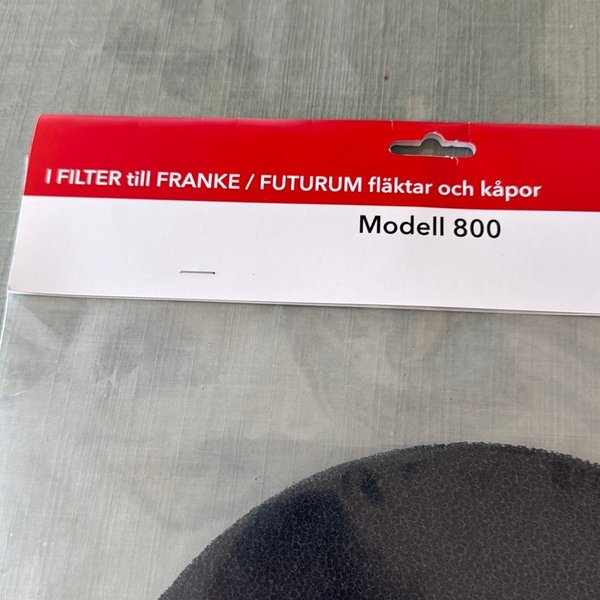 I FILTER till FRANKE / FUTURUM fläktar och kåpor
Modell 800